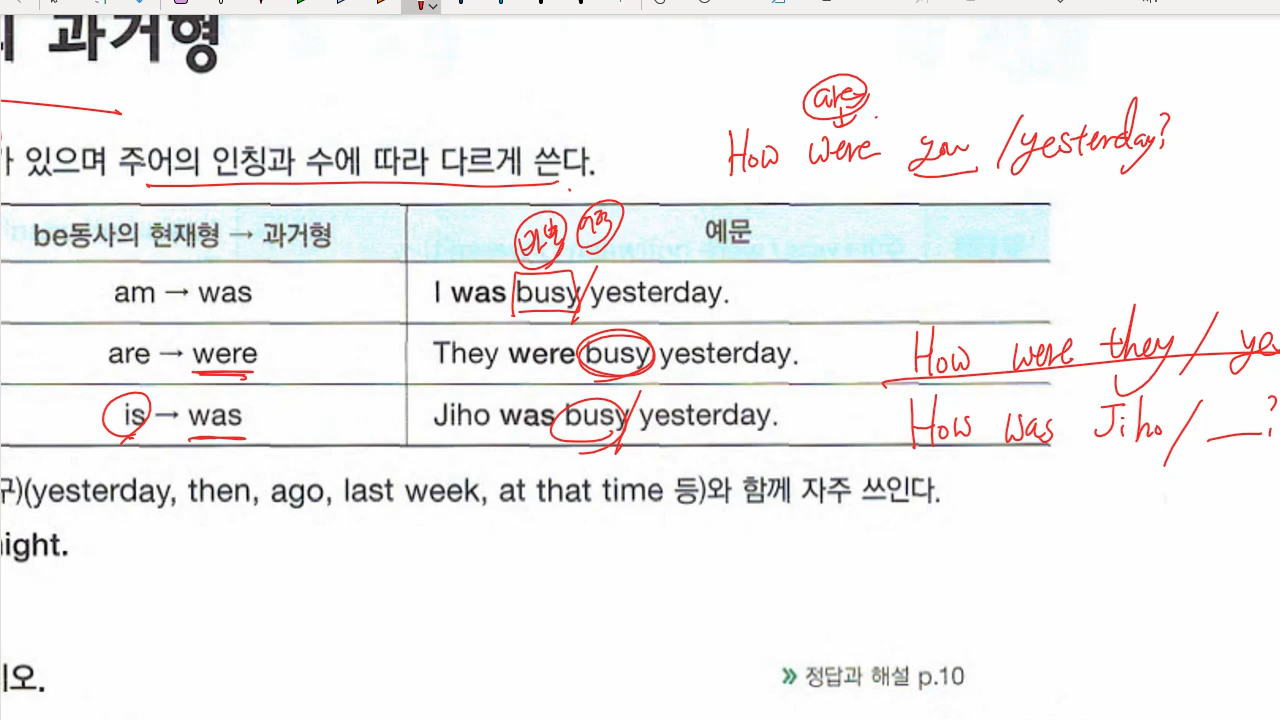 과거형
are
How were you /yesterday?
있으며 주어의 인칭과 수에 따라 다르게 쓴다.
be동사의 현재형 → 과거형 예문
am → was I was busy/yesterday.
are → were They were busy yesterday. How were they /
is → was Jiho was busy/yesterday. How was Jiho / __?
구)(yesterday, then, ago, last week, at that time 등)와 함께 자주 쓰인다.
ight.
오.
» 정답과 해설 p.10